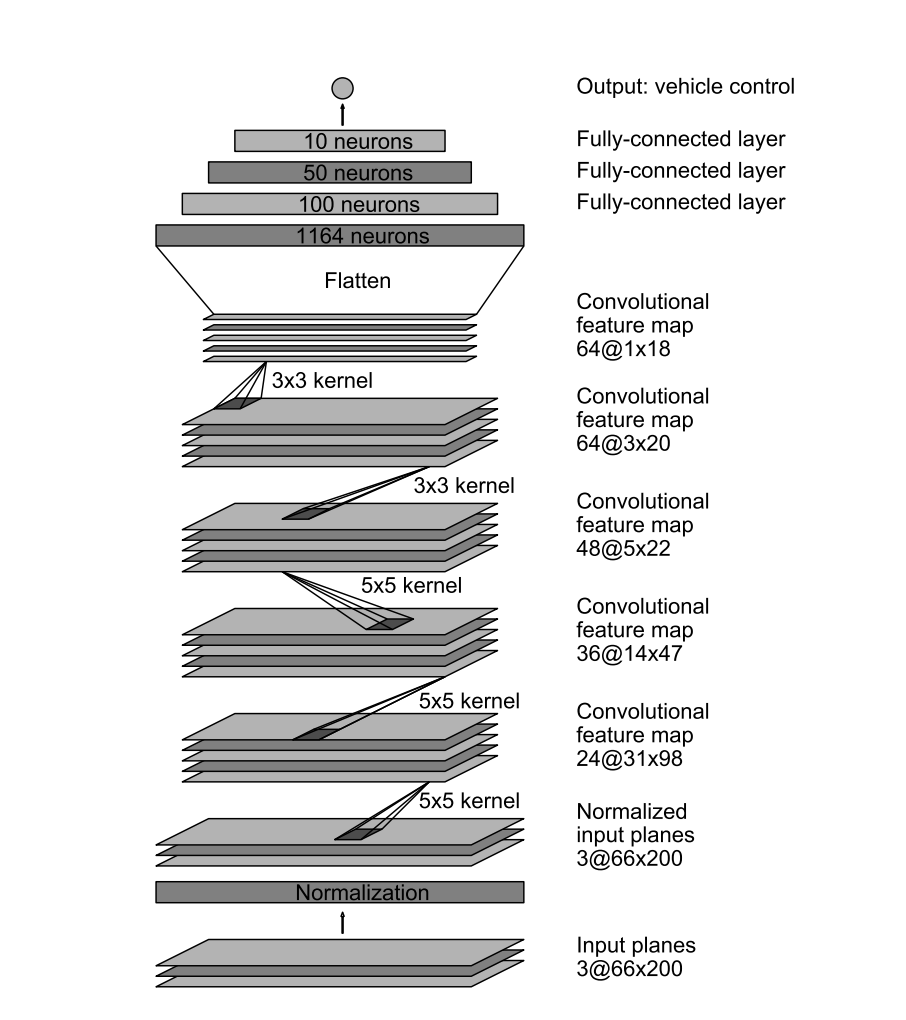 Output: vehicle control
10 neurons
Fully-connected layer
50 neurons
Fully-connected layer
100 neurons
Fully-connected layer
1164 neurons
Flatten
Convolutional
feature map
64@1x18
3x3 kernel
Convolutional
feature map
64@3x20
3x3 kernel
Convolutional
feature map
48@5x22
5x5 kernel
Convolutional
feature map
36@14x47
5x5 kernel
Convolutional
feature map
24@31x98
5x5 kernel
Normalized
input planes
3@66x200
Normalization
Input planes
3@66x200